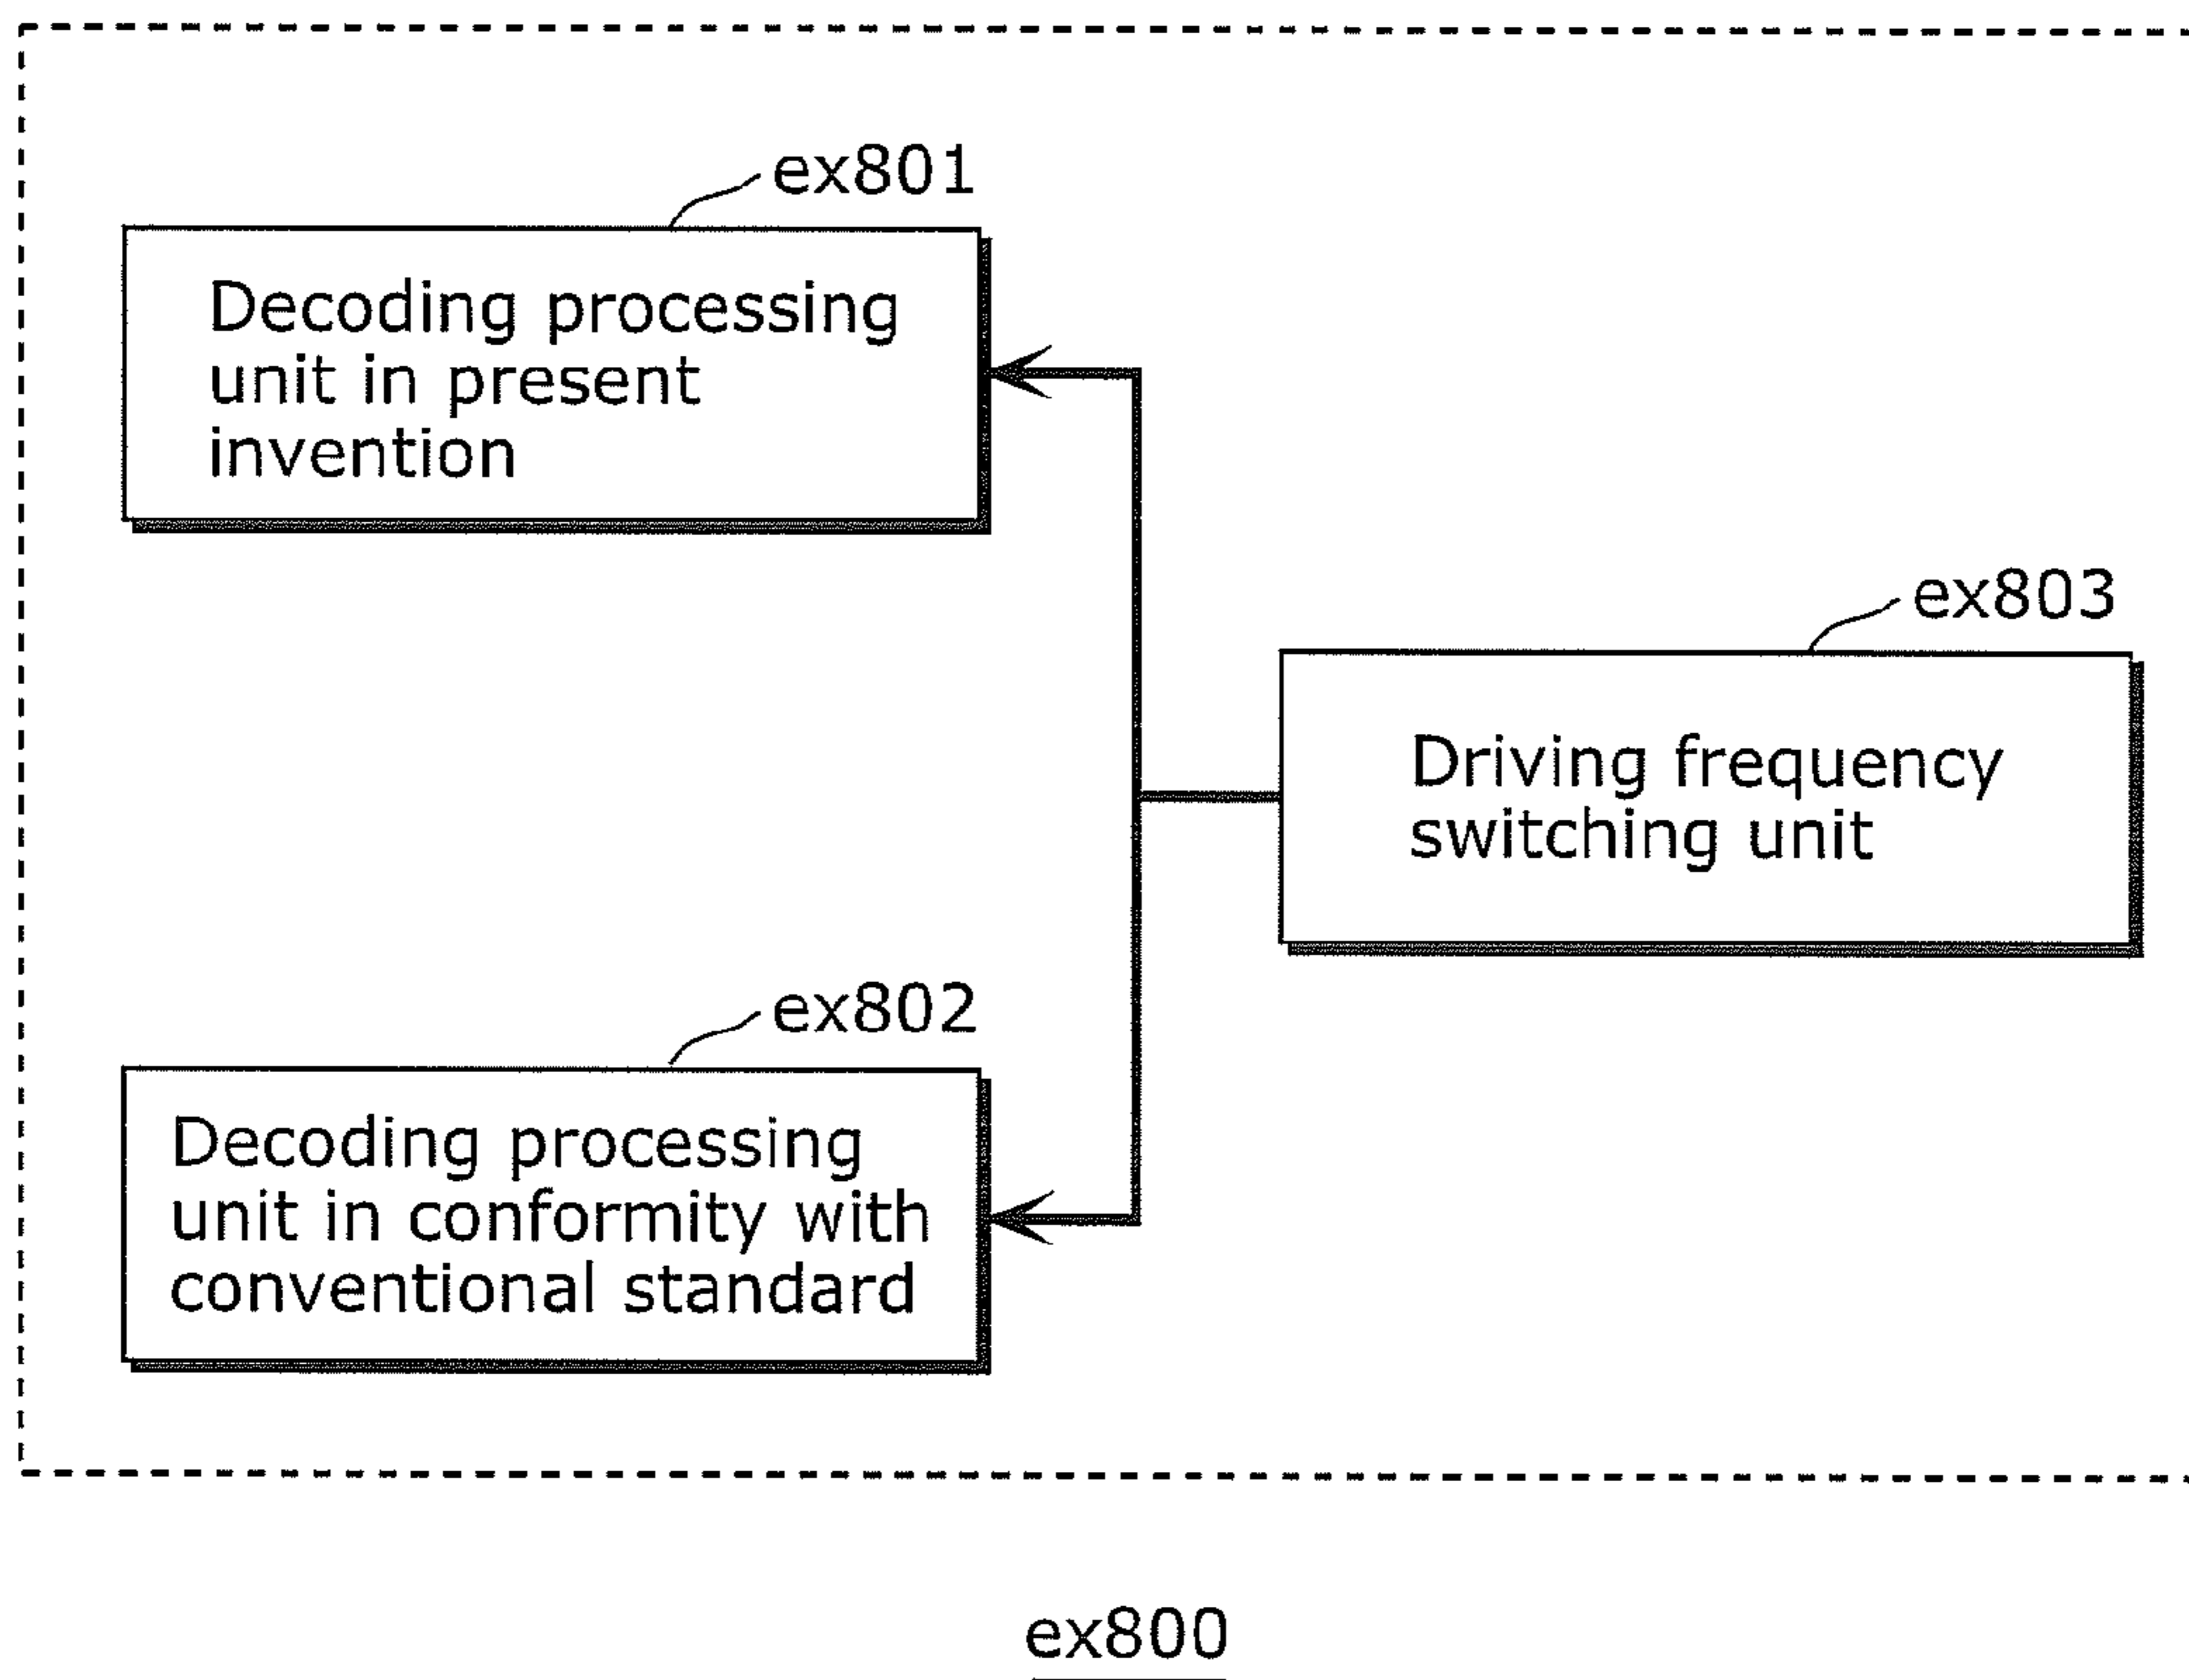 ex801
Decoding processing
unit in present
invention
ex803
Driving frequency
switching unit
ex802
Decoding processing
unit in conformity with
conventional standard
ex800